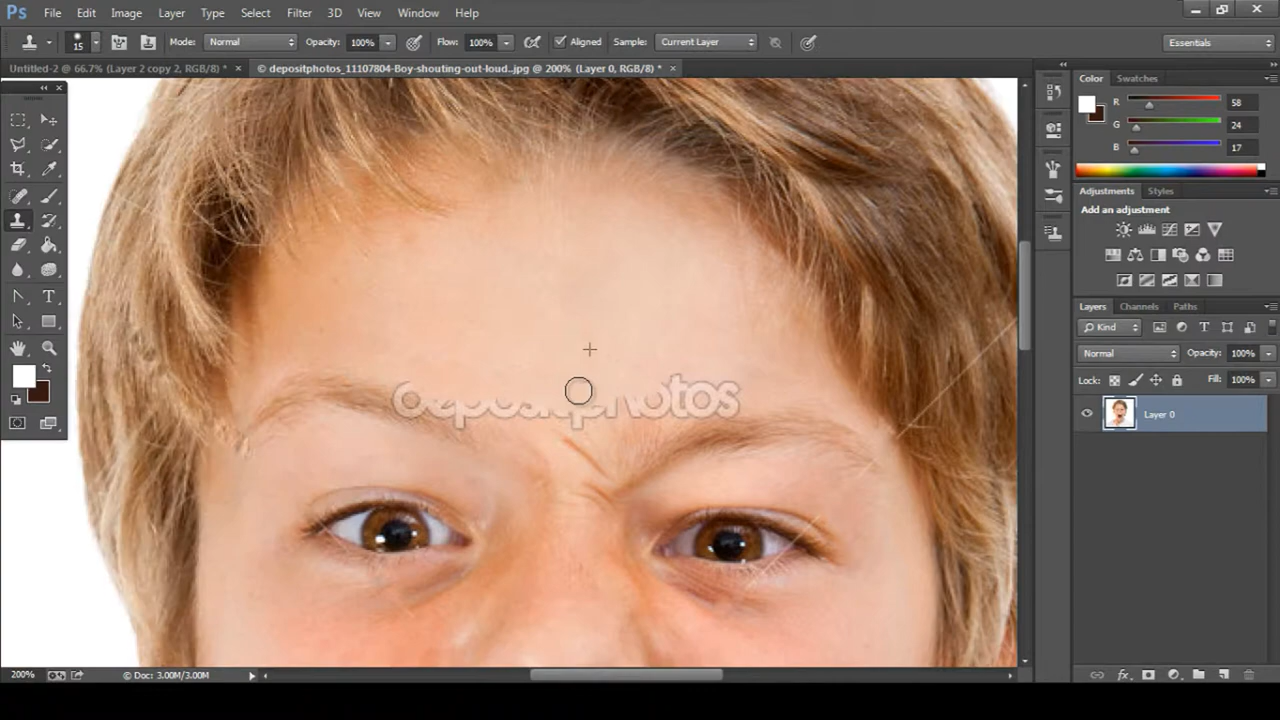 Ps File Edit Image Layer Type Select Filter 3D View Window Help
15 Mode: Normal Opacity: 100% Flow: 100% Aligned Sample: Current Layer Essentials
Untitled-2 @ 66.7% (Layer 2 copy 2, RGB/8) * × © depositphotos_11107804-Boy-shouting-out-loud..jpg @ 200% (Layer 0, RGB/8) * ×
Color Swatches
R 58
G 24
B 17
Adjustments Styles
Add an adjustment
Layers Channels Paths
Kind
Normal Opacity: 100%
Lock: Fill: 100%
Layer 0
depositphotos
200% © Doc: 3.00M/3.00M